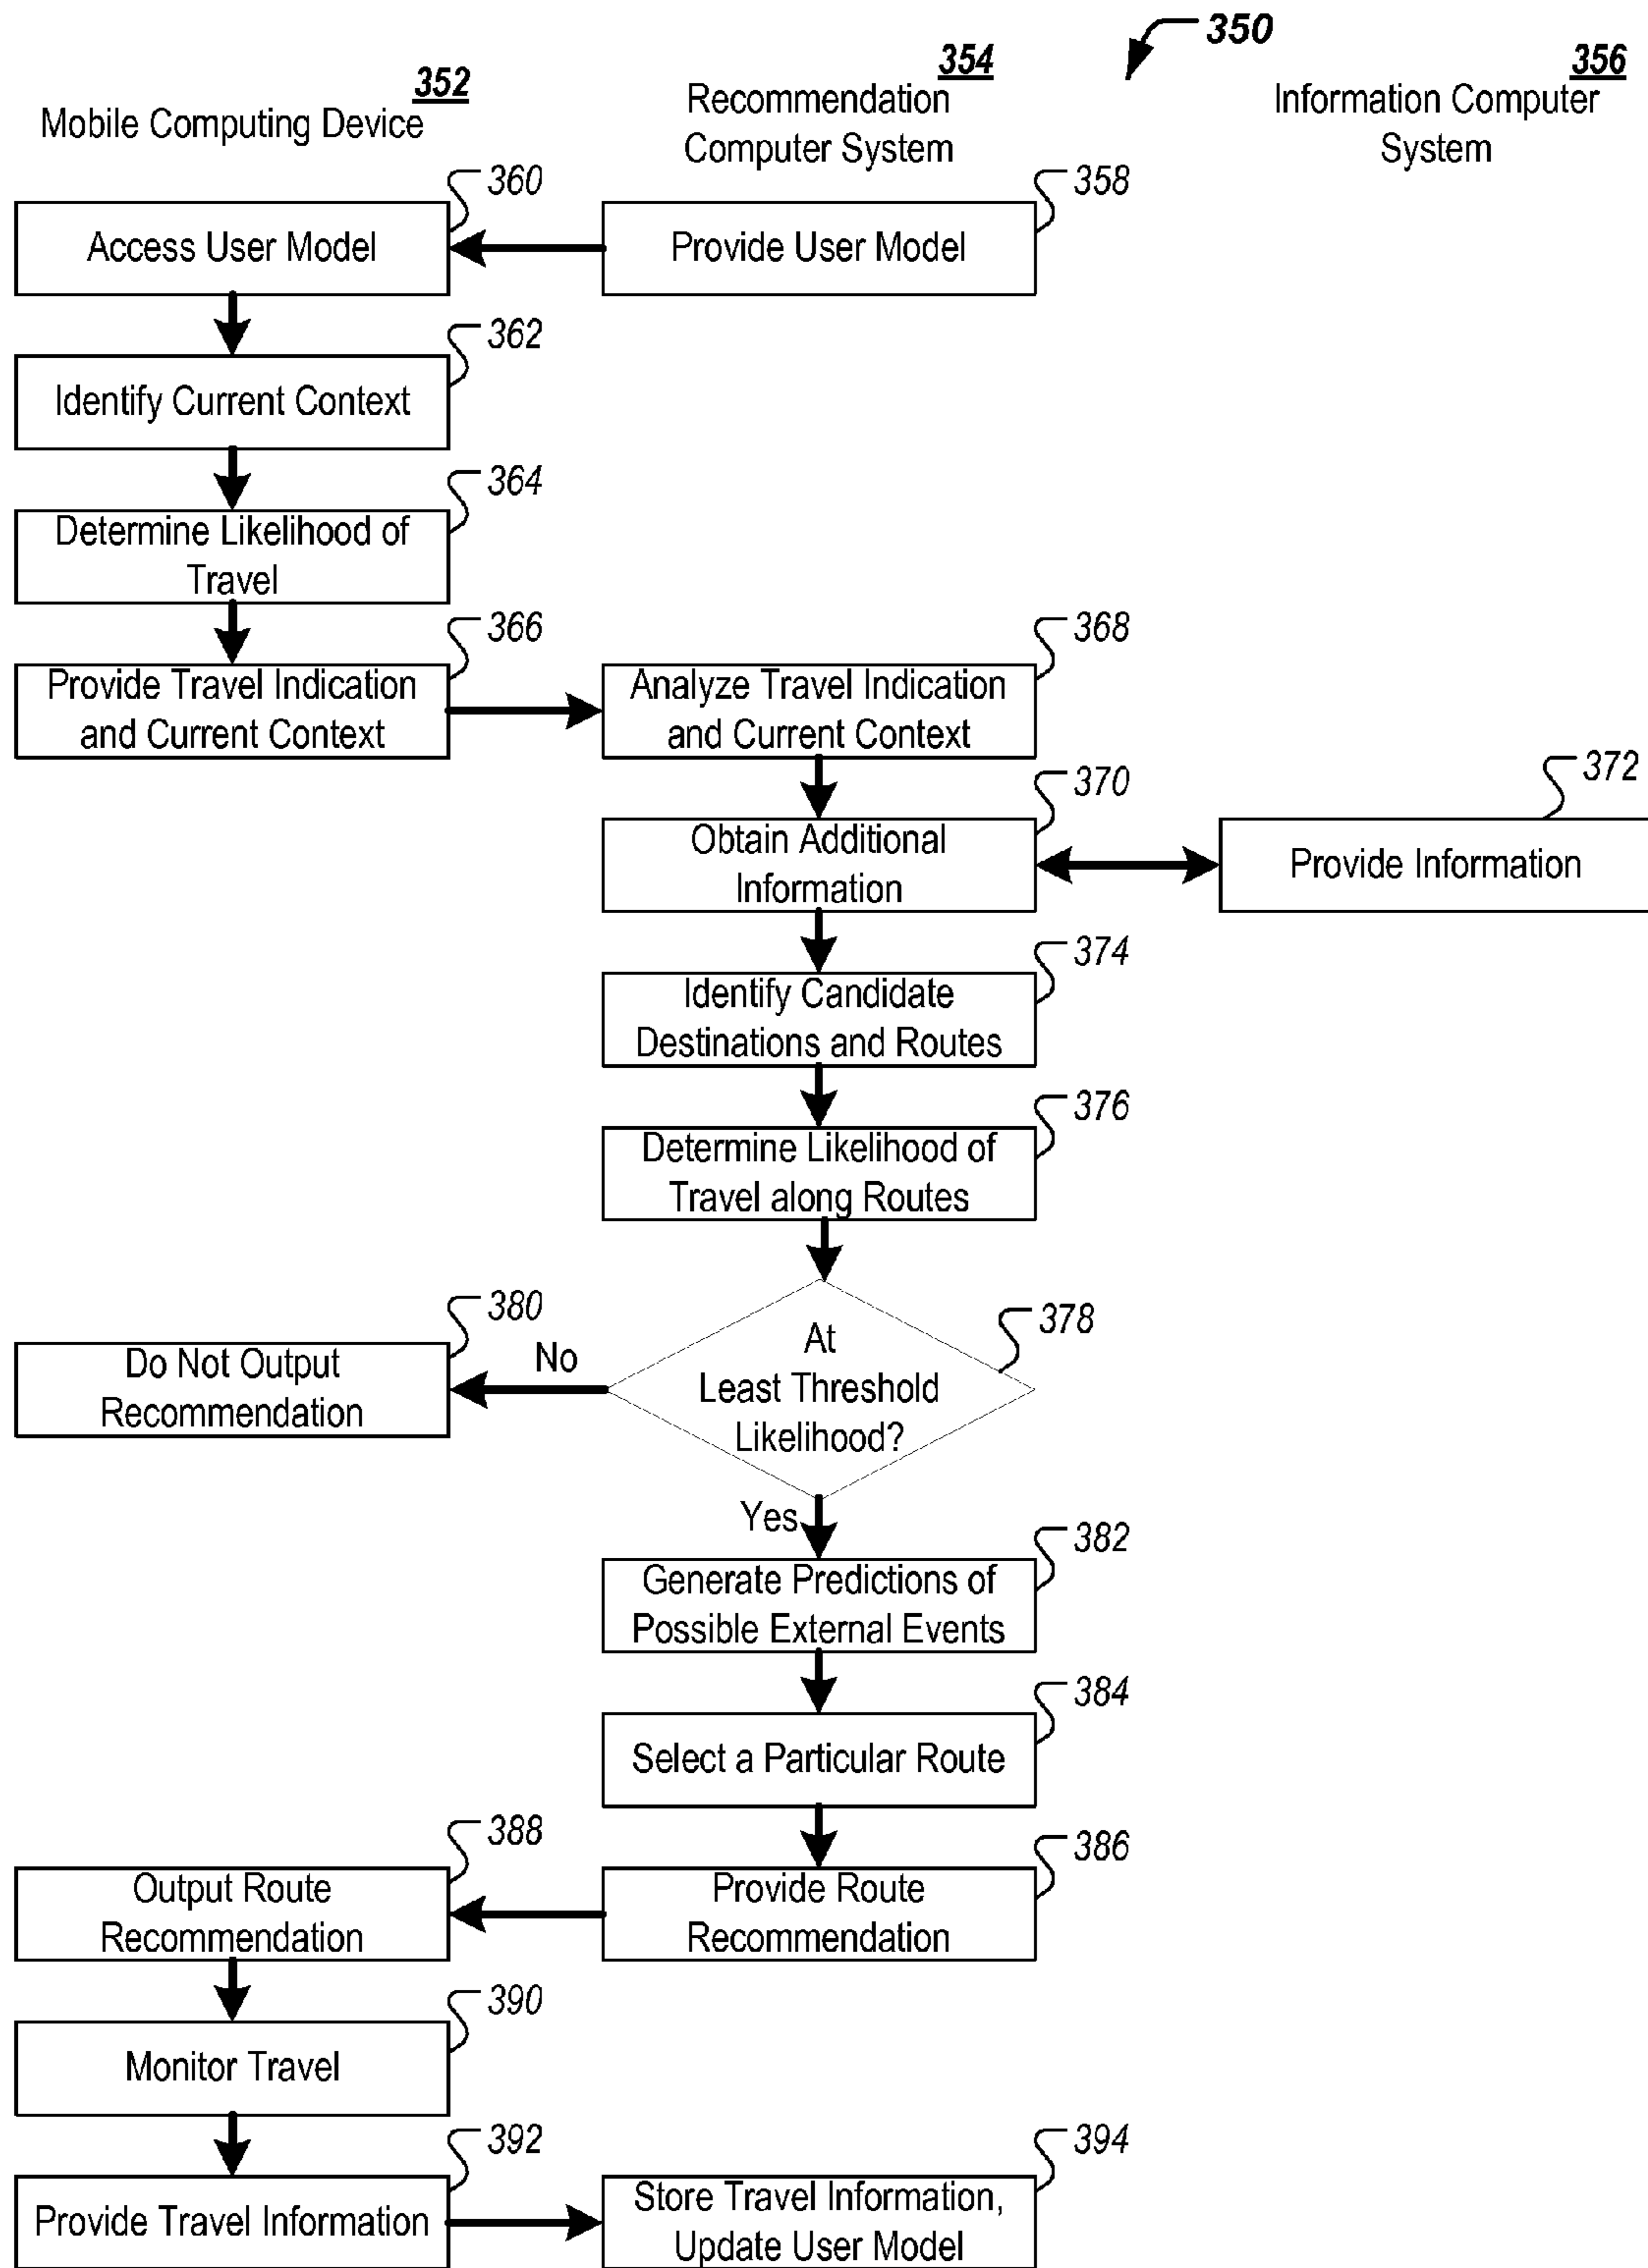 350
352
Mobile Computing Device
354
Recommendation
Computer System
356
Information Computer
System
360
Access User Model
358
Provide User Model
362
Identify Current Context
364
Determine Likelihood of
Travel
366
Provide Travel Indication
and Current Context
368
Analyze Travel Indication
and Current Context
370
Obtain Additional
Information
372
Provide Information
374
Identify Candidate
Destinations and Routes
376
Determine Likelihood of
Travel along Routes
378
At
Least Threshold
Likelihood?
No
380
Do Not Output
Recommendation
Yes
382
Generate Predictions of
Possible External Events
384
Select a Particular Route
386
Provide Route
Recommendation
388
Output Route
Recommendation
390
Monitor Travel
392
Provide Travel Information
394
Store Travel Information,
Update User Model